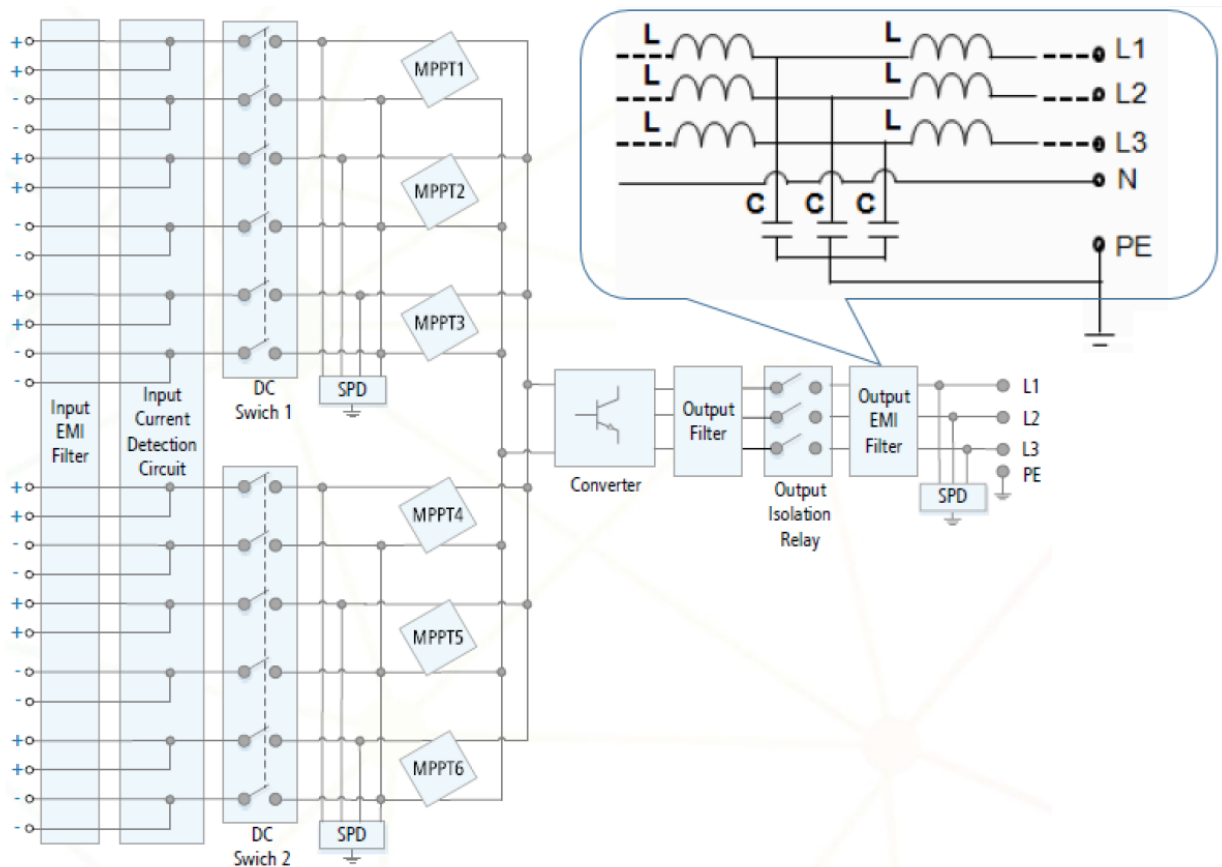 +
+
-
-
+
+
-
-
+
+
-
-
Input
EMI
Filter
Input
Current
Detection
Circuit
DC
Swich 1
SPD
MPPT1
MPPT2
MPPT3
+
+
-
-
+
+
-
-
+
+
-
-
DC
Swich 2
SPD
MPPT4
MPPT5
MPPT6
Converter
Output
Filter
Output
Isolation
Relay
Output
EMI
Filter
SPD
L1
L2
L3
PE
L L L1
L L L2
L L L3
N
C C C
PE